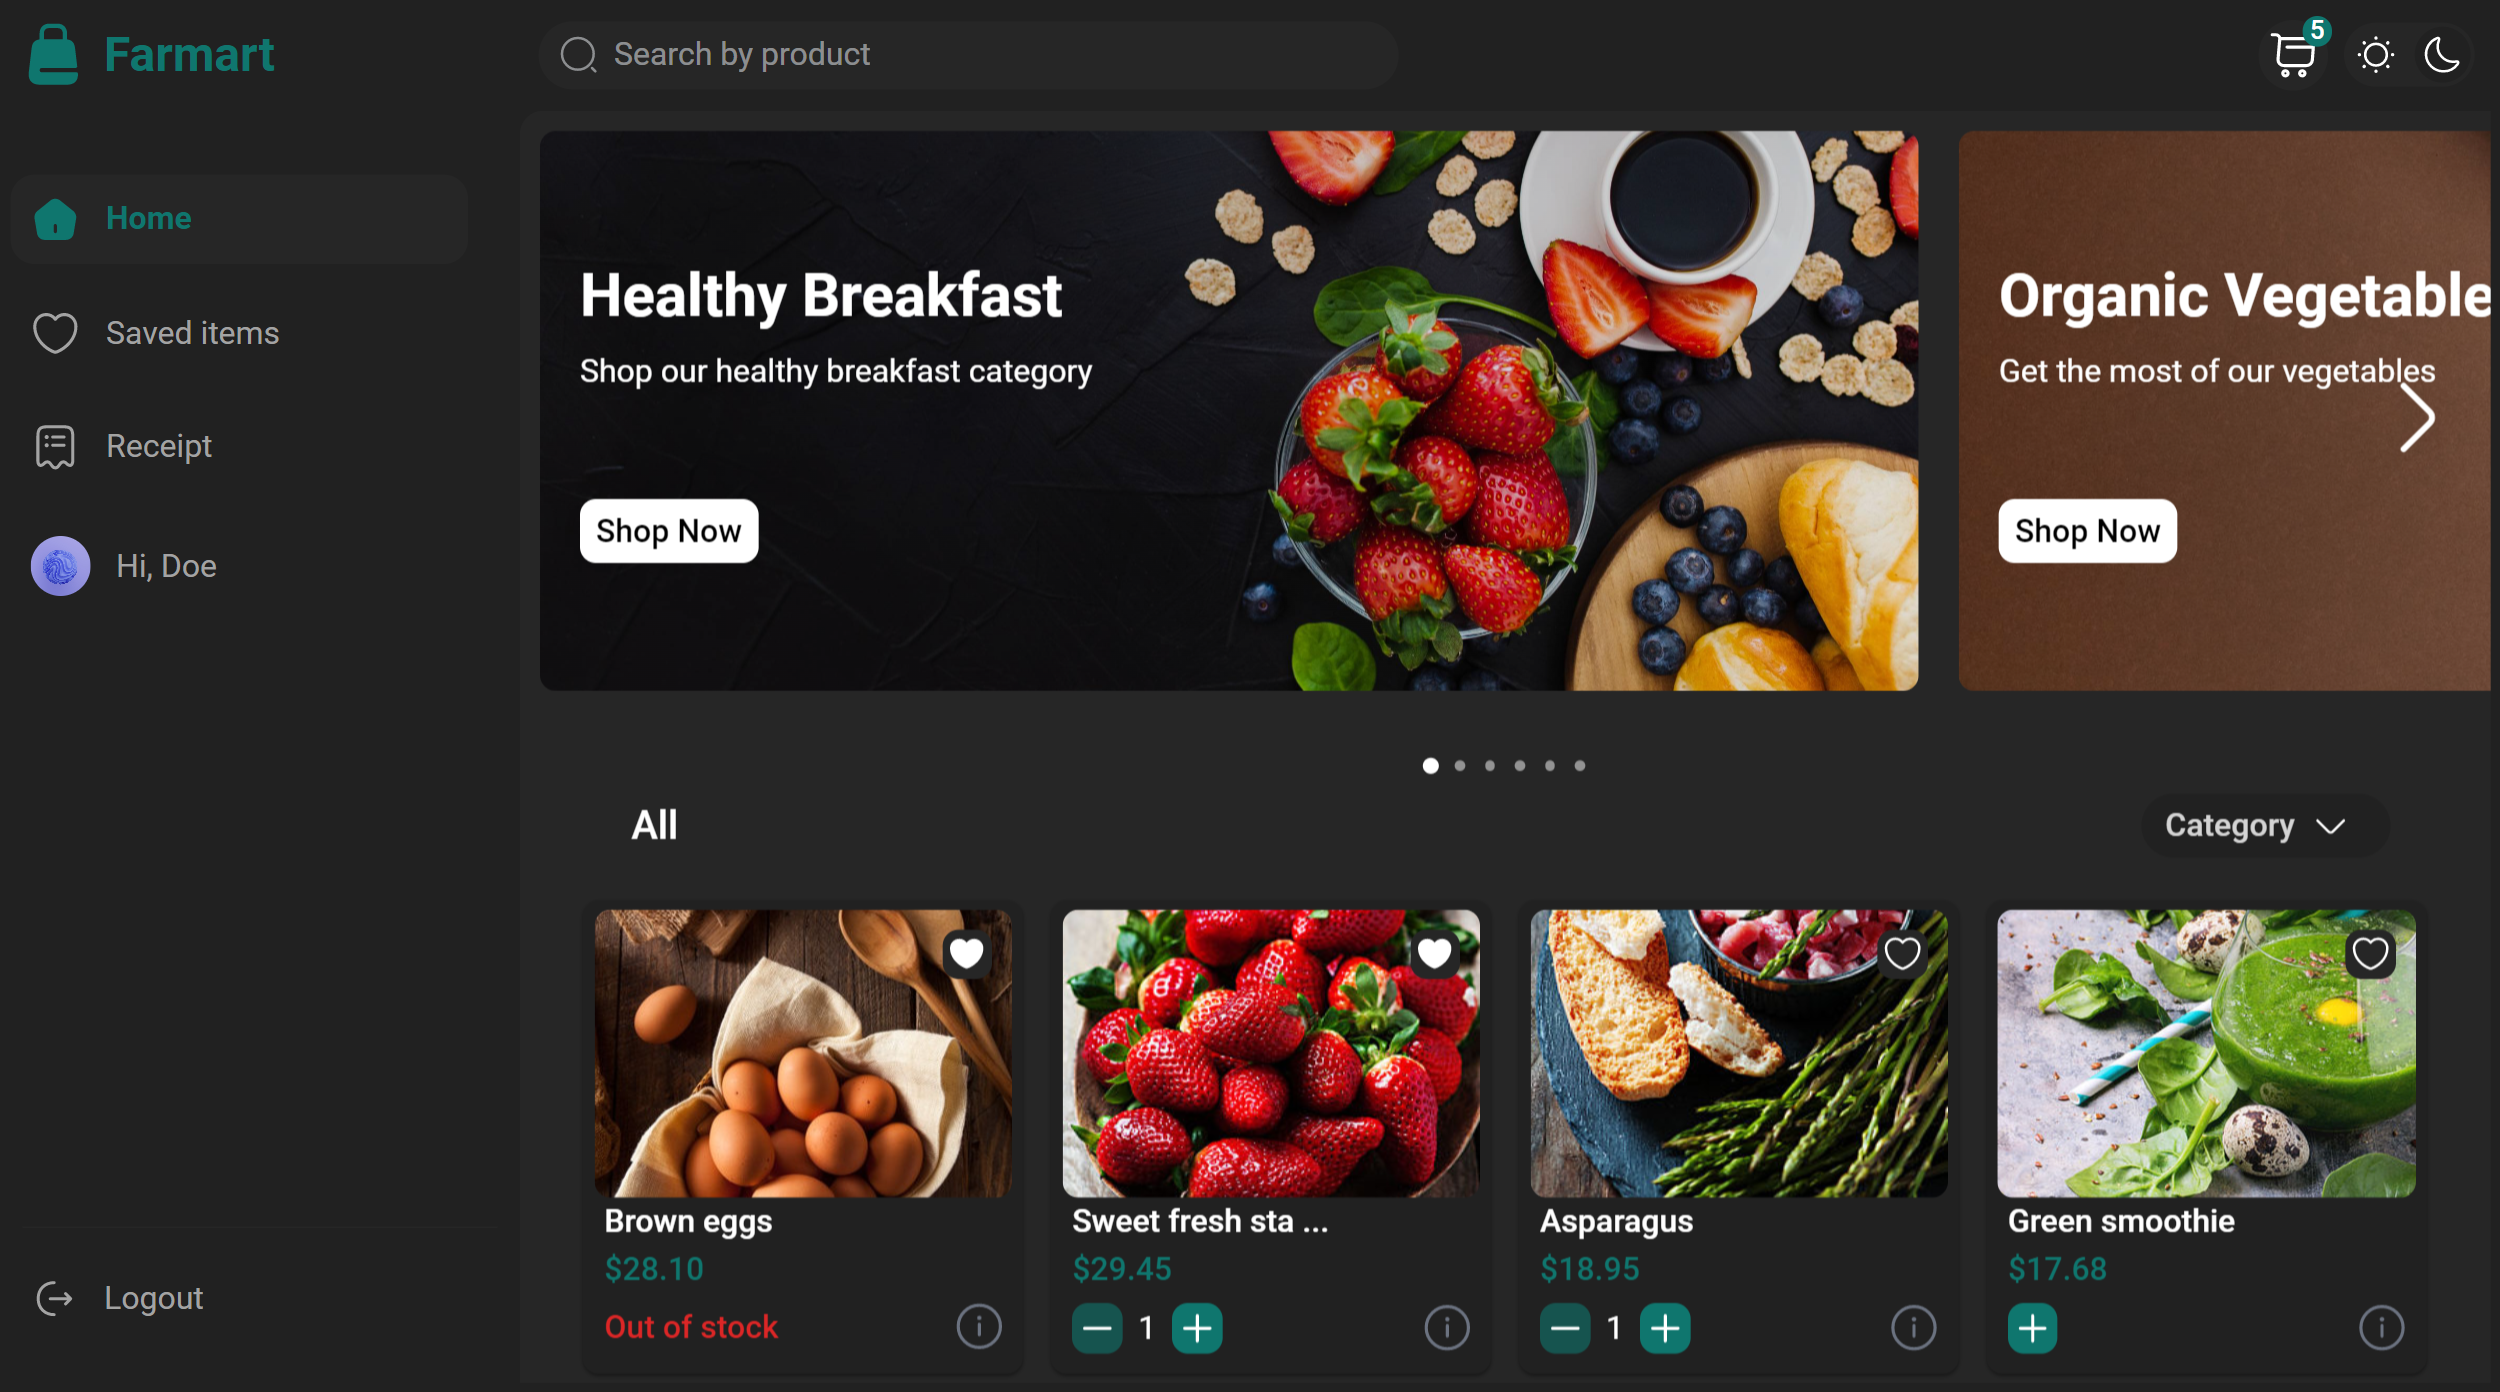 Farmart
Search by product
5
Home
Saved items
Receipt
Hi, Doe
Logout
Healthy Breakfast
Shop our healthy breakfast category
Shop Now
Organic Vegetable
Get the most of our vegetables
Shop Now
All
Category
Brown eggs
$28.10
Out of stock
Sweet fresh sta ...
$29.45
1
Asparagus
$18.95
1
Green smoothie
$17.68